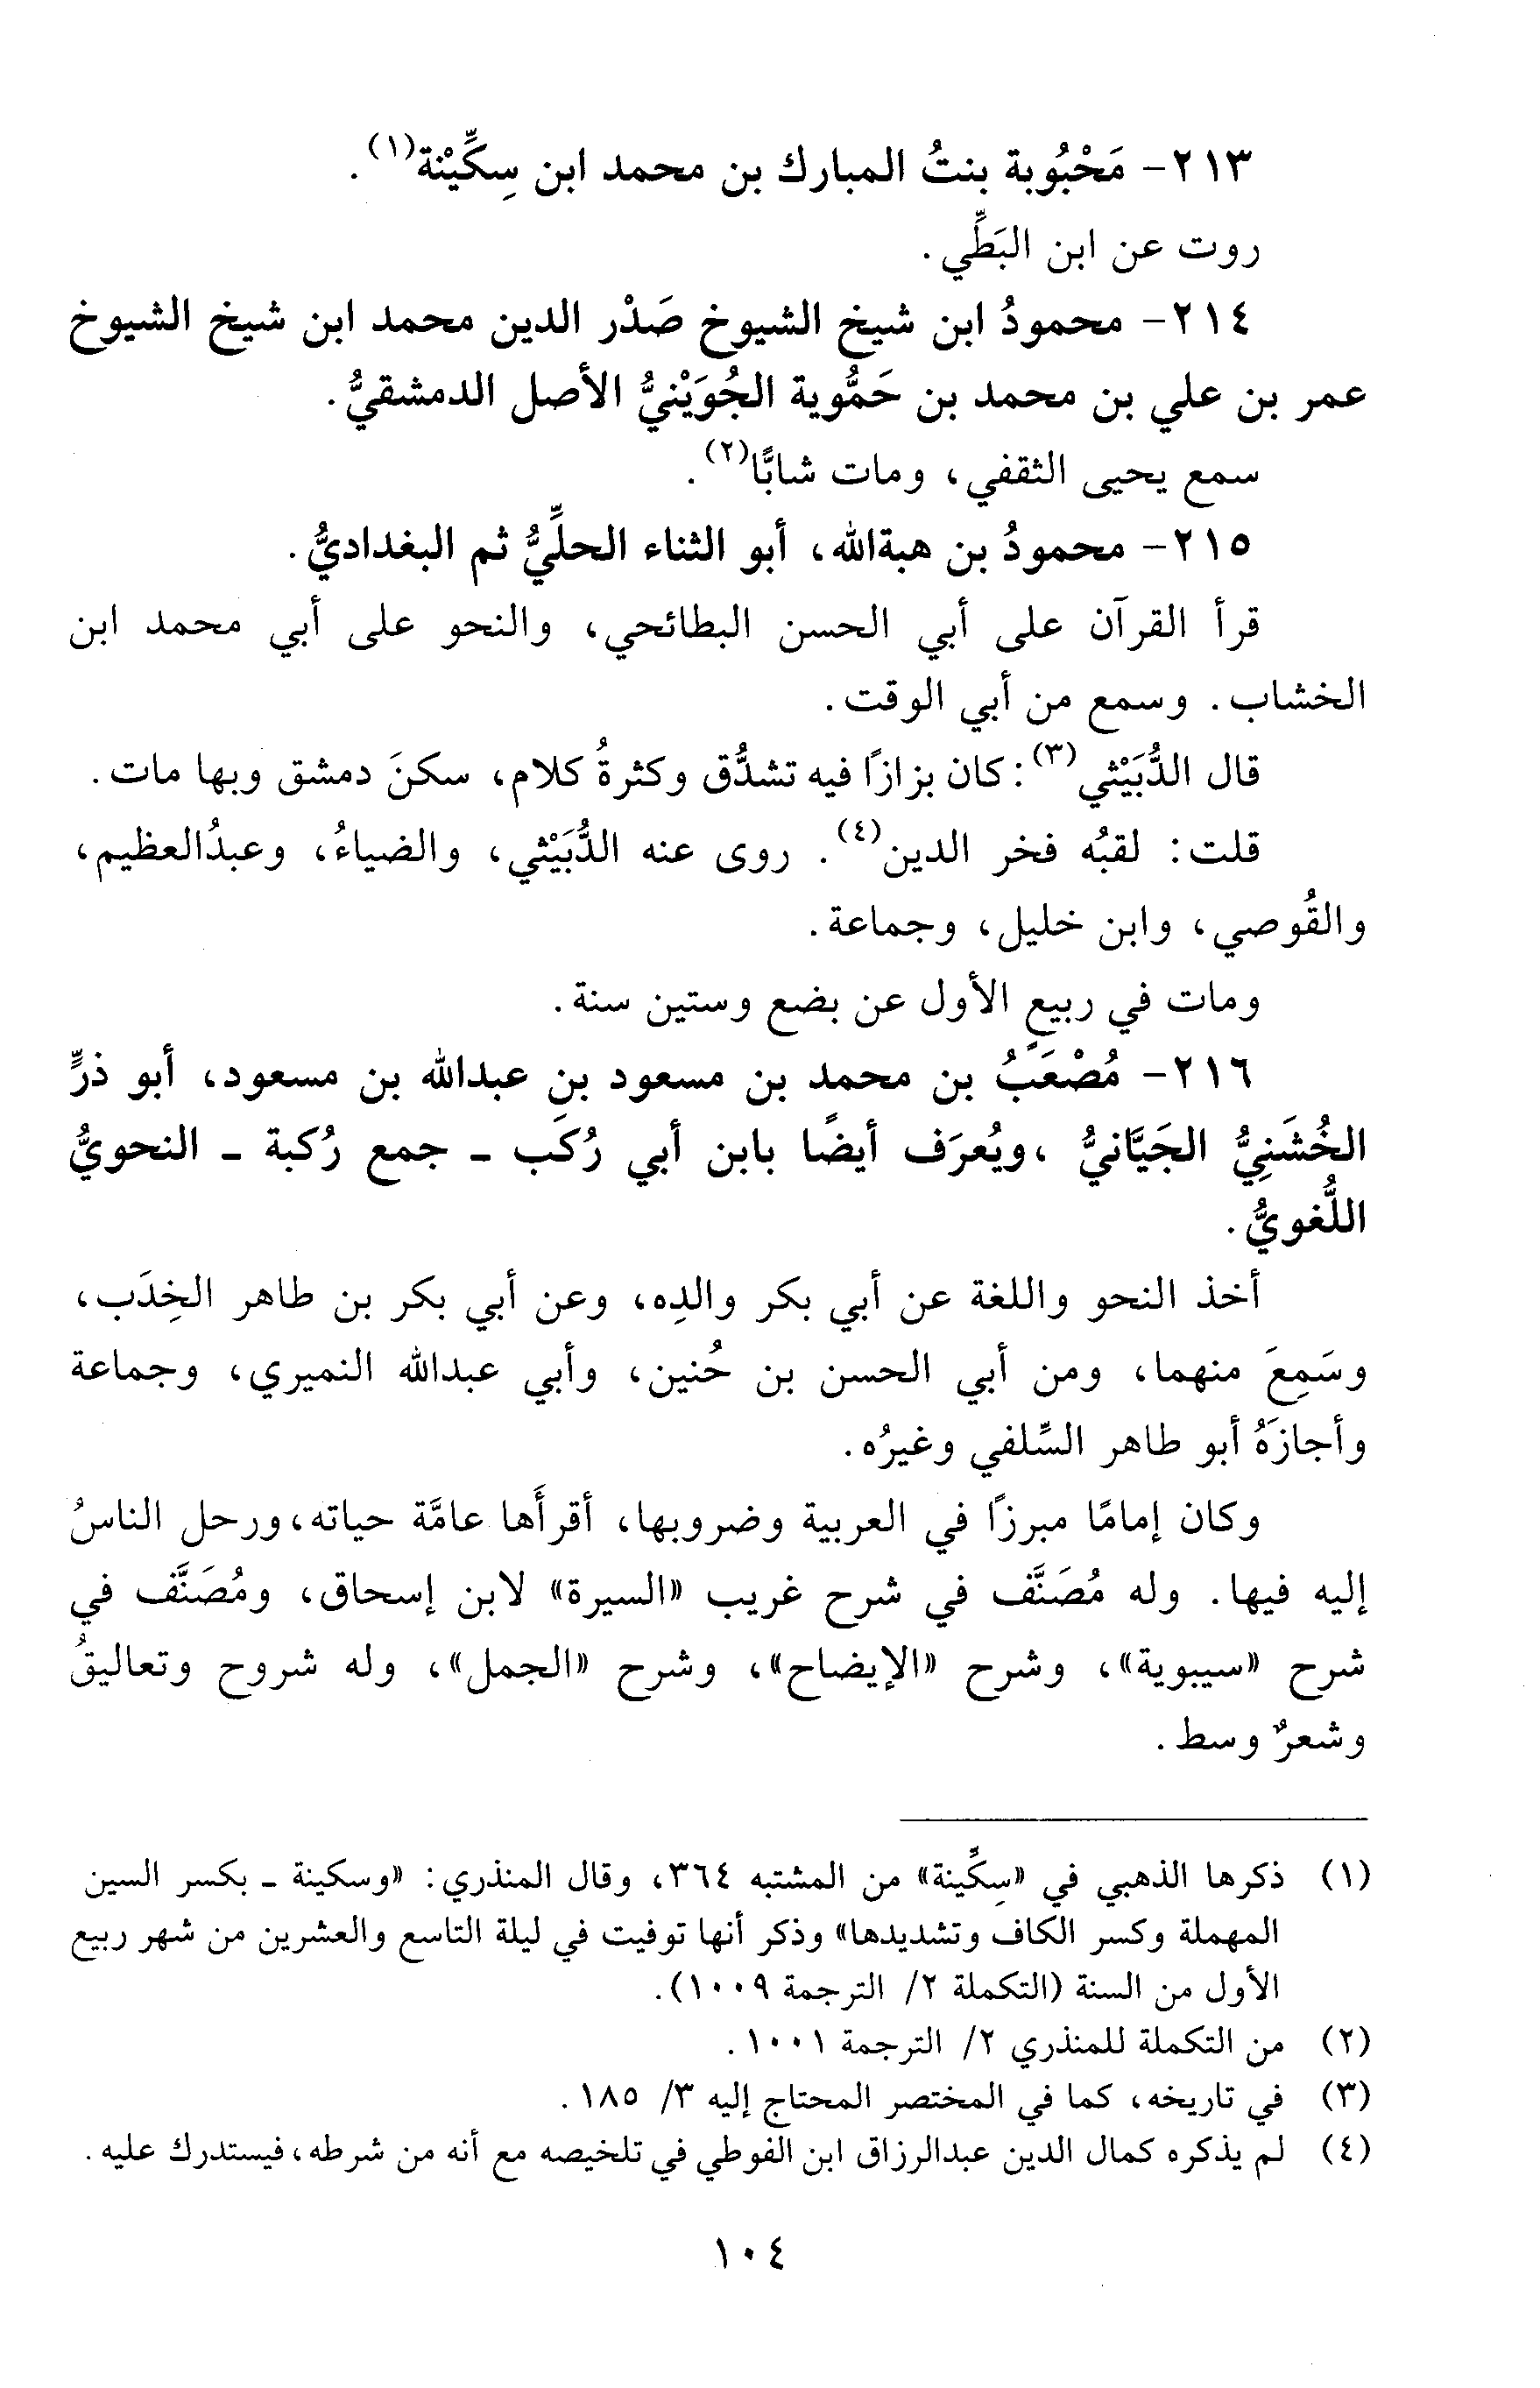 ٢١٣- مَحْبُوبة بنتُ المبارك بن محمد ابن سِكِّيْنة(١).
روت عن ابن البَطِّي.
٢١٤- محمودُ ابن شيخ الشيوخ صَدْر الدين محمد ابن شيخ الشيوخ
عمر بن علي بن محمد بن حَمُّوية الجُوَيْنيُّ الأصل الدمشقيُّ.
سمع يحيى الثقفي، ومات شابًّا(٢).
٢١٥- محمودُ بن هبةالله، أبو الثناء الحلِّيُّ ثم البغداديُّ.
قرأ القرآن على أبي الحسن البطائحي، والنحو على أبي محمد ابن
الخشاب. وسمع من أبي الوقت.
قال الدُّبَيْثي(٣): كان بزازًا فيه تشدُّق وكثرةُ كلام، سكنَ دمشق وبها مات.
قلت: لقبُه فخر الدين(٤). روى عنه الدُّبَيْثي، والضياءُ، وعبدُالعظيم،
والقُوصي، وابن خليل، وجماعة.
ومات في ربيع الأول عن بضع وستين سنة.
٢١٦- مُصْعَبُ بن محمد بن مسعود بن عبدالله بن مسعود، أبو ذرٍّ
الخُشَنِيُّ الجَيَّانيُّ ،ويُعرَف أيضًا بابن أبي رُكَب - جمع رُكبة - النحويُّ
اللُّغويُّ.
أخذ النحو واللغة عن أبي بكر والدِه، وعن أبي بكر بن طاهر الخِدَب،
وسَمِعَ منهما، ومن أبي الحسن بن حُنين، وأبي عبدالله النميري، وجماعة
وأجازَهُ أبو طاهر السِّلفي وغيرُه.
وكان إمامًا مبرزًا في العربية وضروبها، أقرأَها عامَّة حياته،ورحل الناسُ
إليه فيها. وله مُصَنَّف في شرح غريب «السيرة» لابن إسحاق، ومُصَنَّف في
شرح «سيبوية»، وشرح «الإيضاح»، وشرح «الجمل»، وله شروح وتعاليقُ
وشعرٌ وسط.
(١) ذكرها الذهبي في «سِكِّينة» من المشتبه ٣٦٤، وقال المنذري: «وسكينة - بكسر السين
المهملة وكسر الكاف وتشديدها» وذكر أنها توفيت في ليلة التاسع والعشرين من شهر ربيع
الأول من السنة (التكملة ٢/ الترجمة ١٠٠٩).
(٢) من التكملة للمنذري ٢/ الترجمة ١٠٠١.
(٣) في تاريخه، كما في المختصر المحتاج إليه ٣/ ١٨٥.
(٤) لم يذكره كمال الدين عبدالرزاق ابن الفوطي في تلخيصه مع أنه من شرطه،فيستدرك عليه.
١٠٤